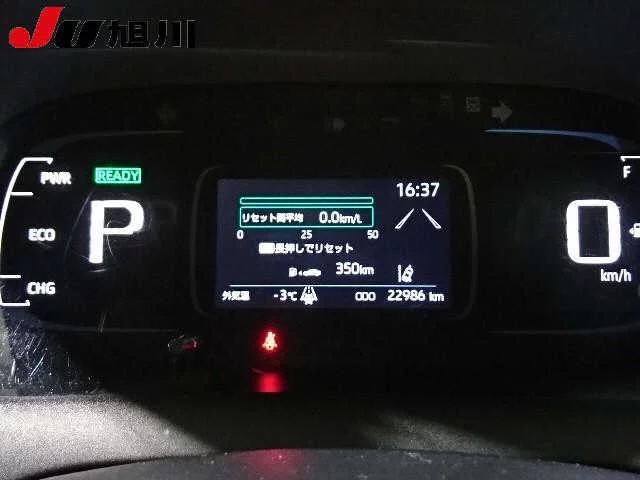 JU旭川
PWR
READY
16:37
F
リセット間平均 0.0km/L
P
0
ECO
0 25 50
長押しでリセット
350km
km/h
CHG
外気温 -3℃
ODO 22986 km